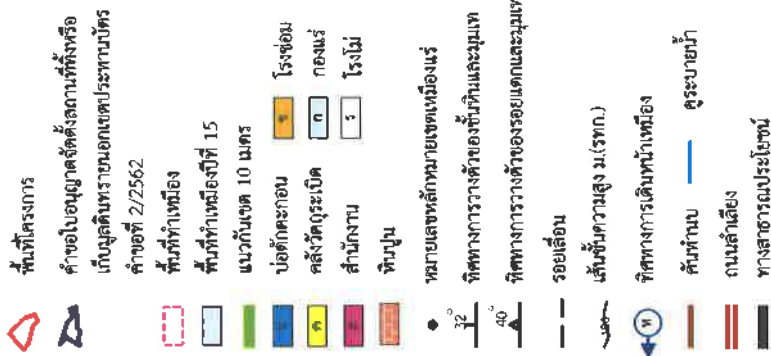 พื้นที่โครงการ
คำขอใบอนุญาตจัดตั้งสถานที่ทิ้งหรือ
เก็บมูลดินทรายนอกเขตประทานบัตร
คำขอที่ 2/2562
พื้นที่ทำเหมือง
พื้นที่ทำเหมืองปีที่ 15
แนวกันเขต 10 เมตร
บ่อดักตะกอน
ช โรงซ่อม
ค คลังวัตถุระเบิด
ก กองแร่
สำนักงาน
ร โรงโม่
หินปูน
หมายเลขหลักหมายเขตเหมืองแร่
32° ทิศทางการวางตัวของชั้นหินและมุมเท
40° ทิศทางการวางตัวของรอยแตกและมุมเท
รอยเลื่อน
100 เส้นชั้นความสูง ม.(รทก.)
ท ทิศทางการเดินหน้าเหมือง
คันทำนบ
คูระบายน้ำ
ถนนลำเลียง
ทางสาธารณประโยชน์